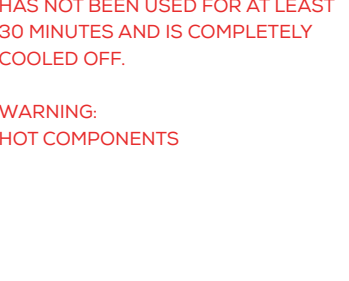 HAS NOT BEEN USED FOR AT LEAST
30 MINUTES AND IS COMPLETELY
COOLED OFF.
WARNING:
HOT COMPONENTS